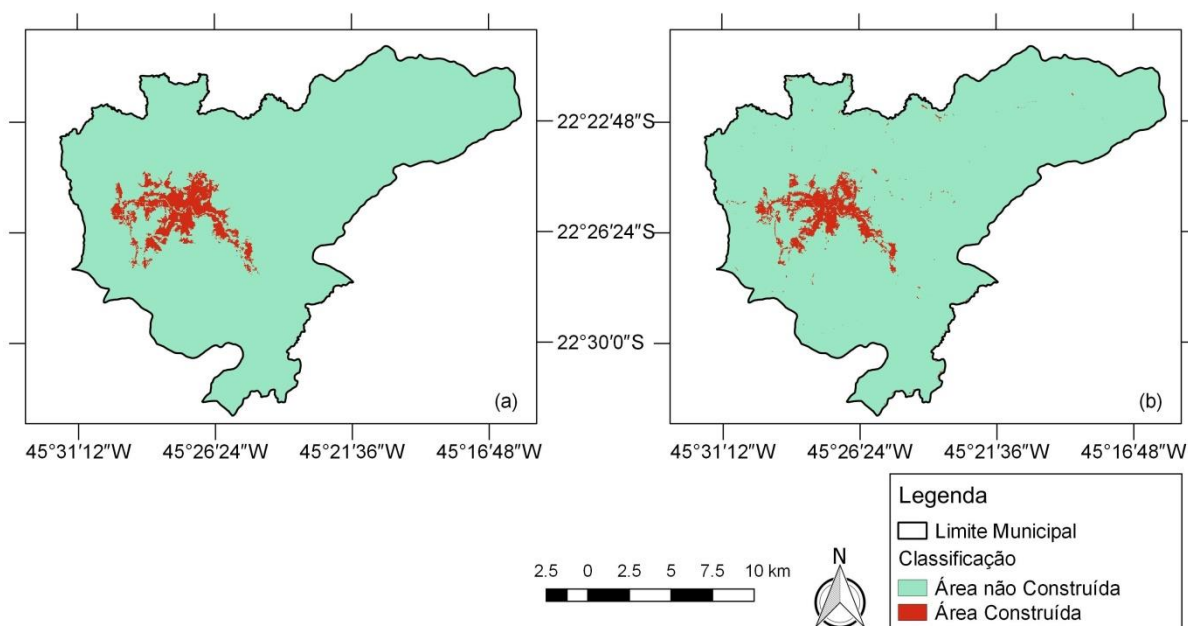 22°22′48″S
22°26′24″S
22°30′0″S
(a)
(b)
45°31′12″W 45°26′24″W 45°21′36″W 45°16′48″W
45°31′12″W 45°26′24″W 45°21′36″W 45°16′48″W
2.5 0 2.5 5 7.5 10 km
N
Legenda
Limite Municipal
Classificação
Área não Construída
Área Construída